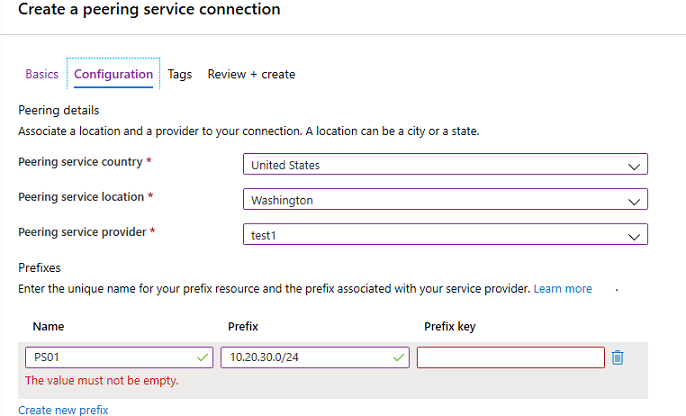 Create a peering service connection
Basics Configuration Tags Review + create
Peering details
Associate a location and a provider to your connection. A location can be a city or a state.
Peering service country * United States
Peering service location * Washington
Peering service provider * test1
Prefixes
Enter the unique name for your prefix resource and the prefix associated with your service provider. Learn more
Name Prefix Prefix key
PS01 10.20.30.0/24
The value must not be empty.
Create new prefix